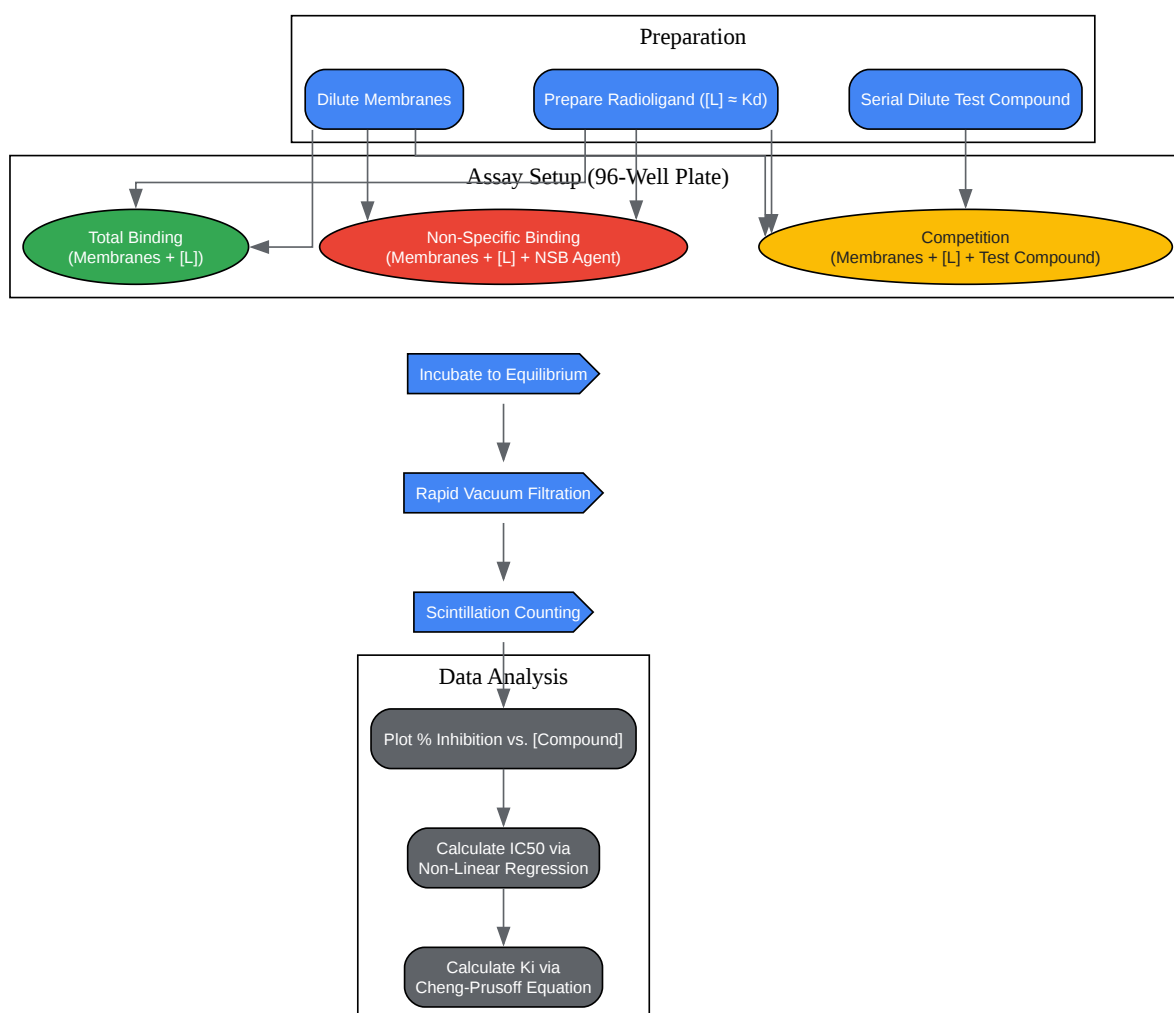 Preparation
Dilute Membranes
Prepare Radioligand ([L] ≈ Kd)
Serial Dilute Test Compound
Assay Setup (96-Well Plate)
Total Binding
(Membranes + [L])
Non-Specific Binding
(Membranes + [L] + NSB Agent)
Competition
(Membranes + [L] + Test Compound)
Incubate to Equilibrium
Rapid Vacuum Filtration
Scintillation Counting
Data Analysis
Plot % Inhibition vs. [Compound]
Calculate IC50 via
Non-Linear Regression
Calculate Ki via
Cheng-Prusoff Equation